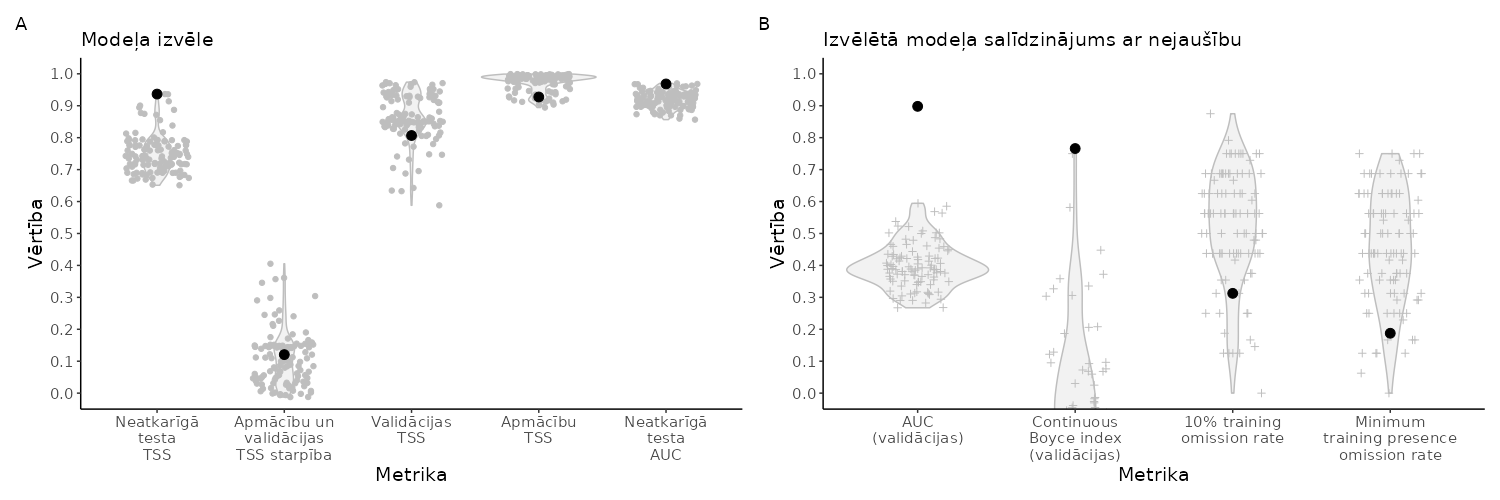 A
Modeļa izvēle
Vērtība
1.0
0.9
0.8
0.7
0.6
0.5
0.4
0.3
0.2
0.1
0.0
Neatkarīgā
testa
TSS
Apmācību un
validācijas
TSS starpība
Validācijas
TSS
Apmācību
TSS
Neatkarīgā
testa
AUC
Metrika
B
Izvēlētā modeļa salīdzinājums ar nejaušību
Vērtība
1.0
0.9
0.8
0.7
0.6
0.5
0.4
0.3
0.2
0.1
0.0
AUC
(validācijas)
Continuous
Boyce index
(validācijas)
10% training
omission rate
Minimum
training presence
omission rate
Metrika